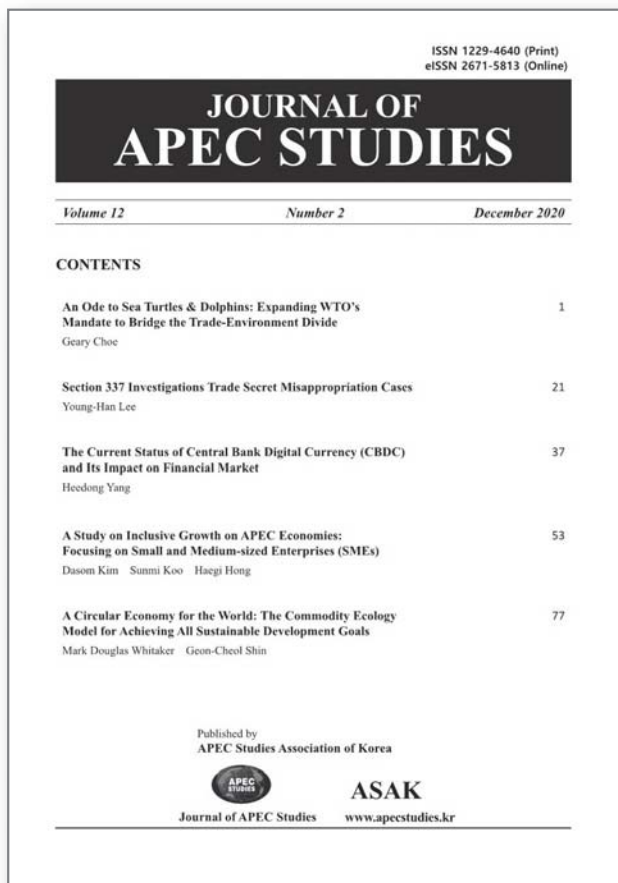 ISSN 1229-4640 (Print)
eISSN 2671-5813 (Online)
JOURNAL OF
APEC STUDIES
Volume 12 Number 2 December 2020
CONTENTS
An Ode to Sea Turtles & Dolphins: Expanding WTO's 1
Mandate to Bridge the Trade-Environment Divide
Geary Choe
Section 337 Investigations Trade Secret Misappropriation Cases 21
Young-Han Lee
The Current Status of Central Bank Digital Currency (CBDC) 37
and Its Impact on Financial Market
Heedong Yang
A Study on Inclusive Growth on APEC Economies: 53
Focusing on Small and Medium-sized Enterprises (SMEs)
Dasom Kim Sunmi Koo Haegi Hong
A Circular Economy for the World: The Commodity Ecology 77
Model for Achieving All Sustainable Development Goals
Mark Douglas Whitaker Geon-Cheol Shin
Published by
APEC Studies Association of Korea
APEC
STUDIES
ASAK
Journal of APEC Studies www.apecstudies.kr